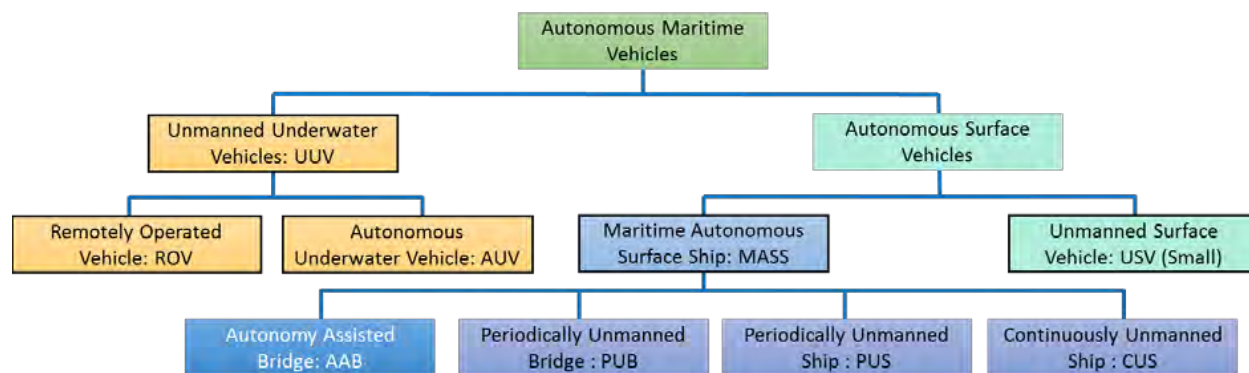 Autonomous Maritime
Vehicles
Unmanned Underwater
Vehicles: UUV
Autonomous Surface
Vehicles
Remotely Operated
Vehicle: ROV
Autonomous
Underwater Vehicle: AUV
Maritime Autonomous
Surface Ship: MASS
Unmanned Surface
Vehicle: USV (Small)
Autonomy Assisted
Bridge: AAB
Periodically Unmanned
Bridge : PUB
Periodically Unmanned
Ship : PUS
Continuously Unmanned
Ship : CUS